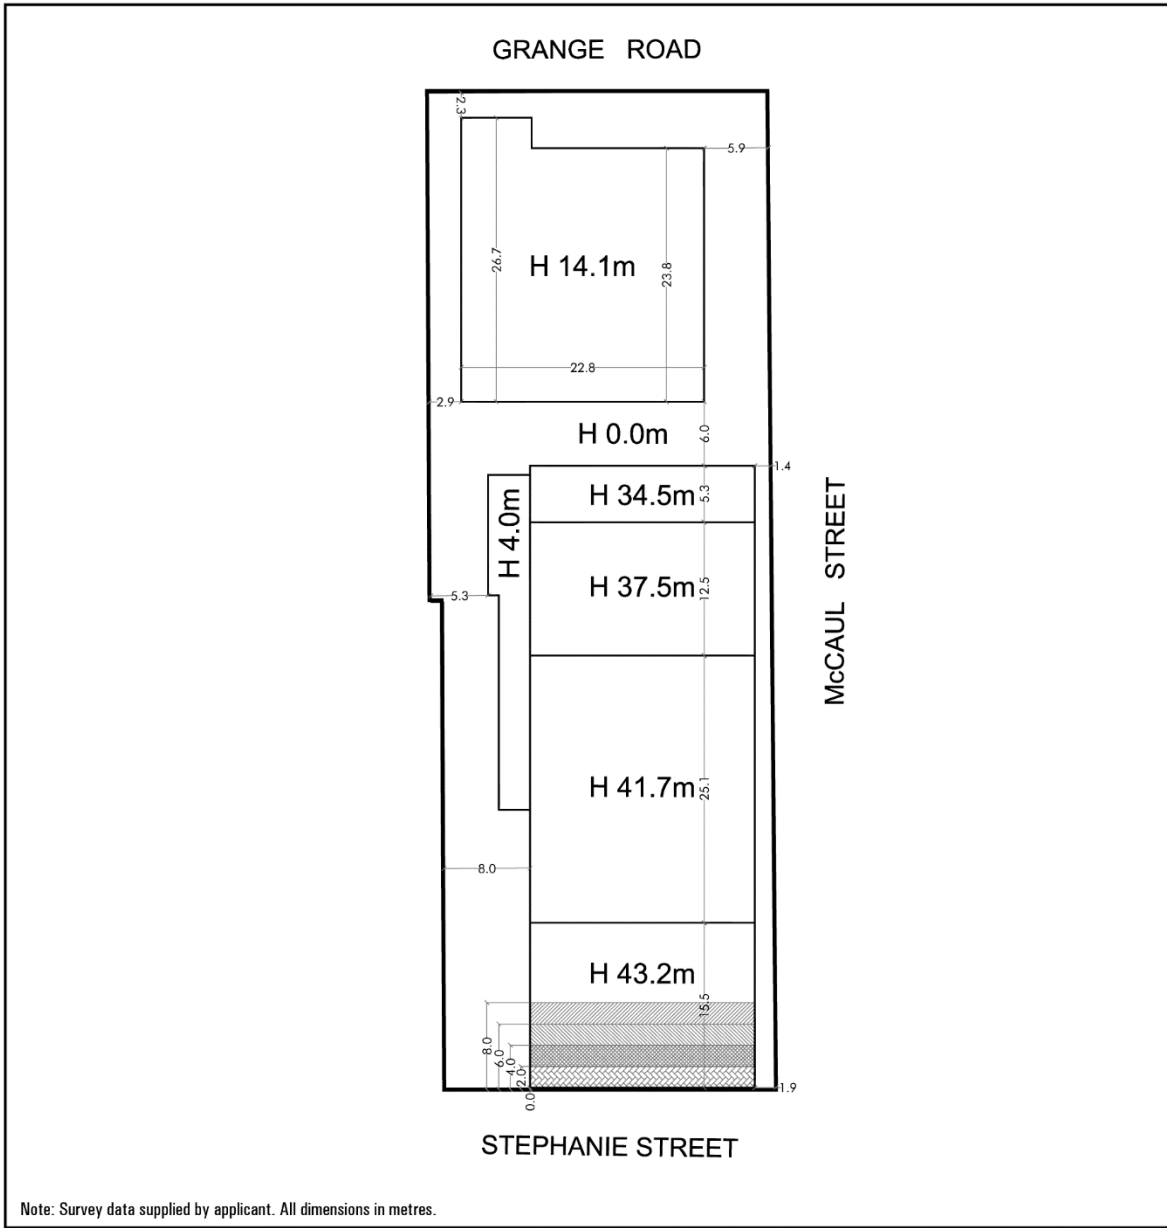 GRANGE ROAD
2.3
5.9
26.7
H 14.1m
23.8
22.8
2.9
H 0.0m
6.0
1.4
H 4.0m
H 34.5m
5.3
McCAUL STREET
H 37.5m
12.5
5.3
H 41.7m
25.1
8.0
H 43.2m
15.5
8.0
6.0
4.0
2.0
0.0
1.9
STEPHANIE STREET
Note: Survey data supplied by applicant. All dimensions in metres.